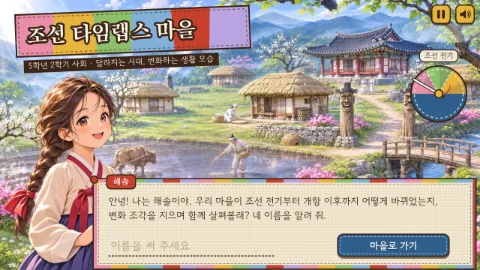 조선 타임랩스 마을
5학년 2학기 사회 · 달라지는 시대, 변화하는 생활 모습
조선 전기
해솔
안녕! 나는 해솔이야. 우리 마을이 조선 전기부터 개항 이후까지 어떻게 바뀌었는지,
변화 조각을 지으며 함께 살펴볼래? 네 이름을 알려 줘.
이름을 써 주세요
마을로 가기